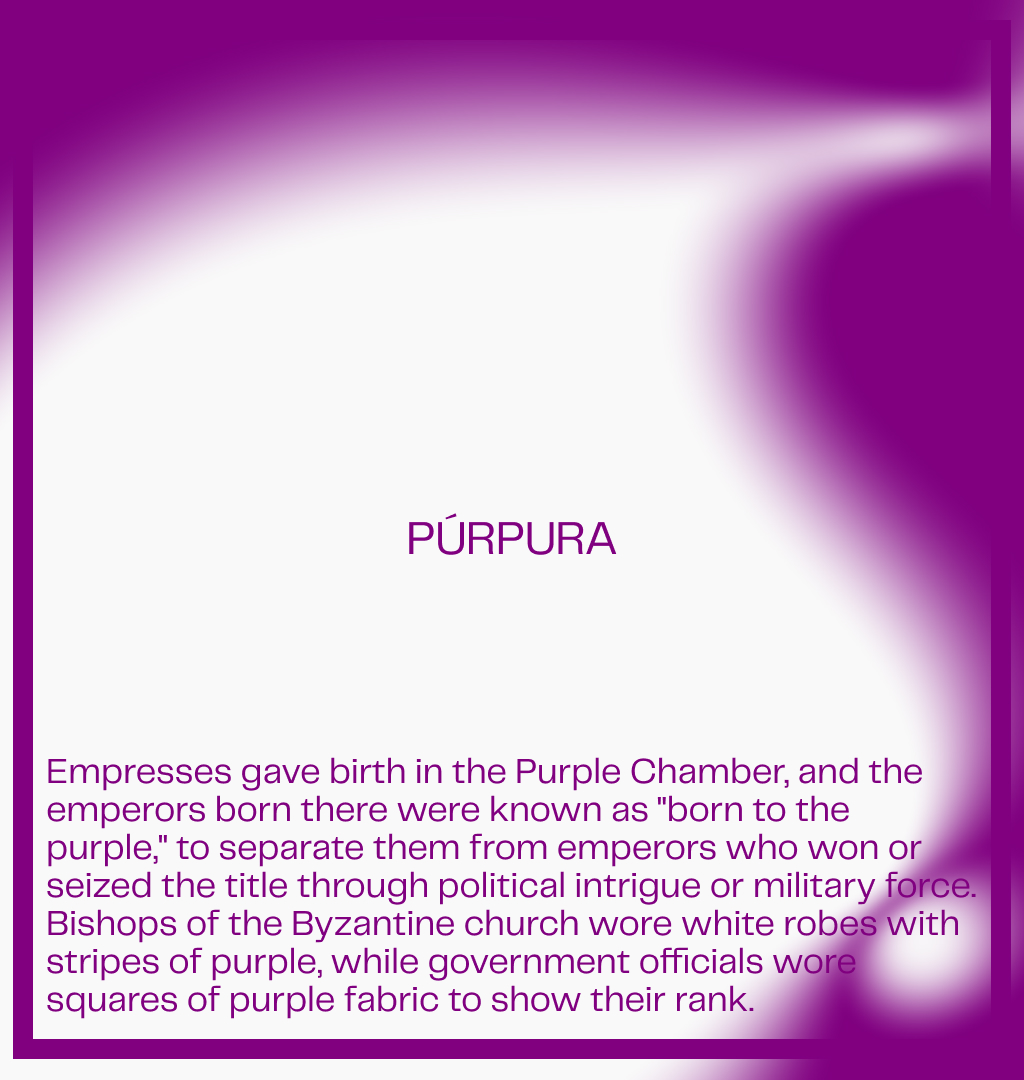 PÚRPURA
Empresses gave birth in the Purple Chamber, and the
emperors born there were known as "born to the
purple," to separate them from emperors who won or
seized the title through political intrigue or military force.
Bishops of the Byzantine church wore white robes with
stripes of purple, while government officials wore
squares of purple fabric to show their rank.